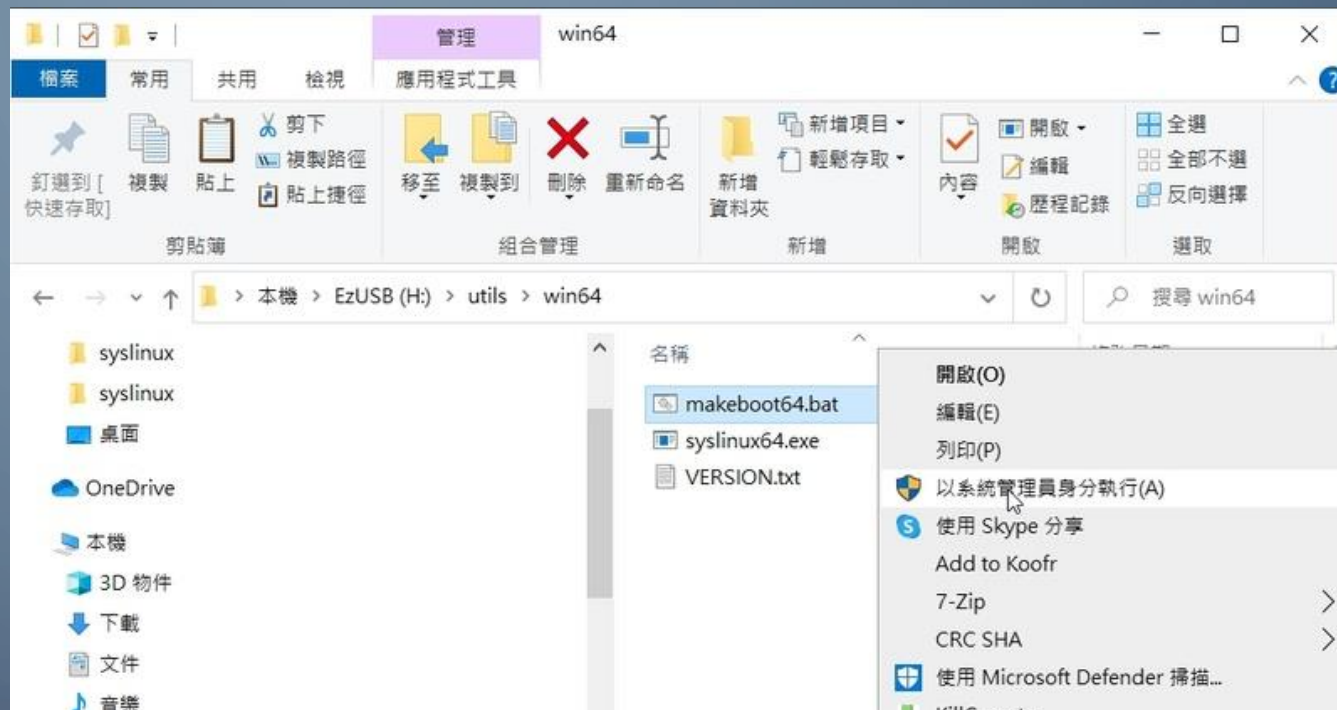 管理
win64
檔案
常用
共用
檢視
應用程式工具
釘選到 [
快速存取]
複製
貼上
剪下
複製路徑
貼上捷徑
剪貼簿
移至
複製到
刪除
重新命名
組合管理
新增
資料夾
新增項目
輕鬆存取
新增
內容
開啟
編輯
歷程記錄
開啟
全選
全部不選
反向選擇
選取
本機 > EzUSB (H:) > utils > win64
搜尋 win64
syslinux
syslinux
桌面
OneDrive
本機
3D 物件
下載
文件
音樂
名稱
makeboot64.bat
syslinux64.exe
VERSION.txt
開啟(O)
編輯(E)
列印(P)
以系統管理員身分執行(A)
使用 Skype 分享
Add to Koofr
7-Zip
CRC SHA
使用 Microsoft Defender 掃描...